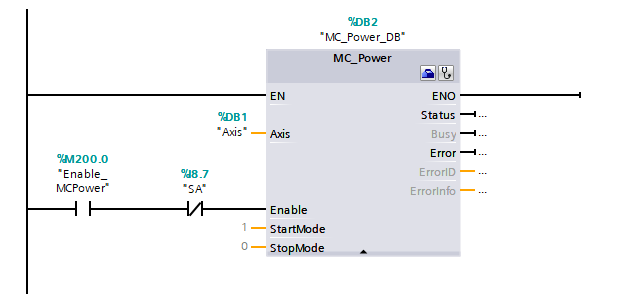 %DB2
"MC_Power_DB"
MC_Power
EN ENO
Status ...
%DB1
"Axis" Axis Busy ...
Error ...
%M200.0
"Enable_
MCPower"
%I8.7
"SA"
ErrorID ...
ErrorInfo ...
Enable
1 StartMode
0 StopMode